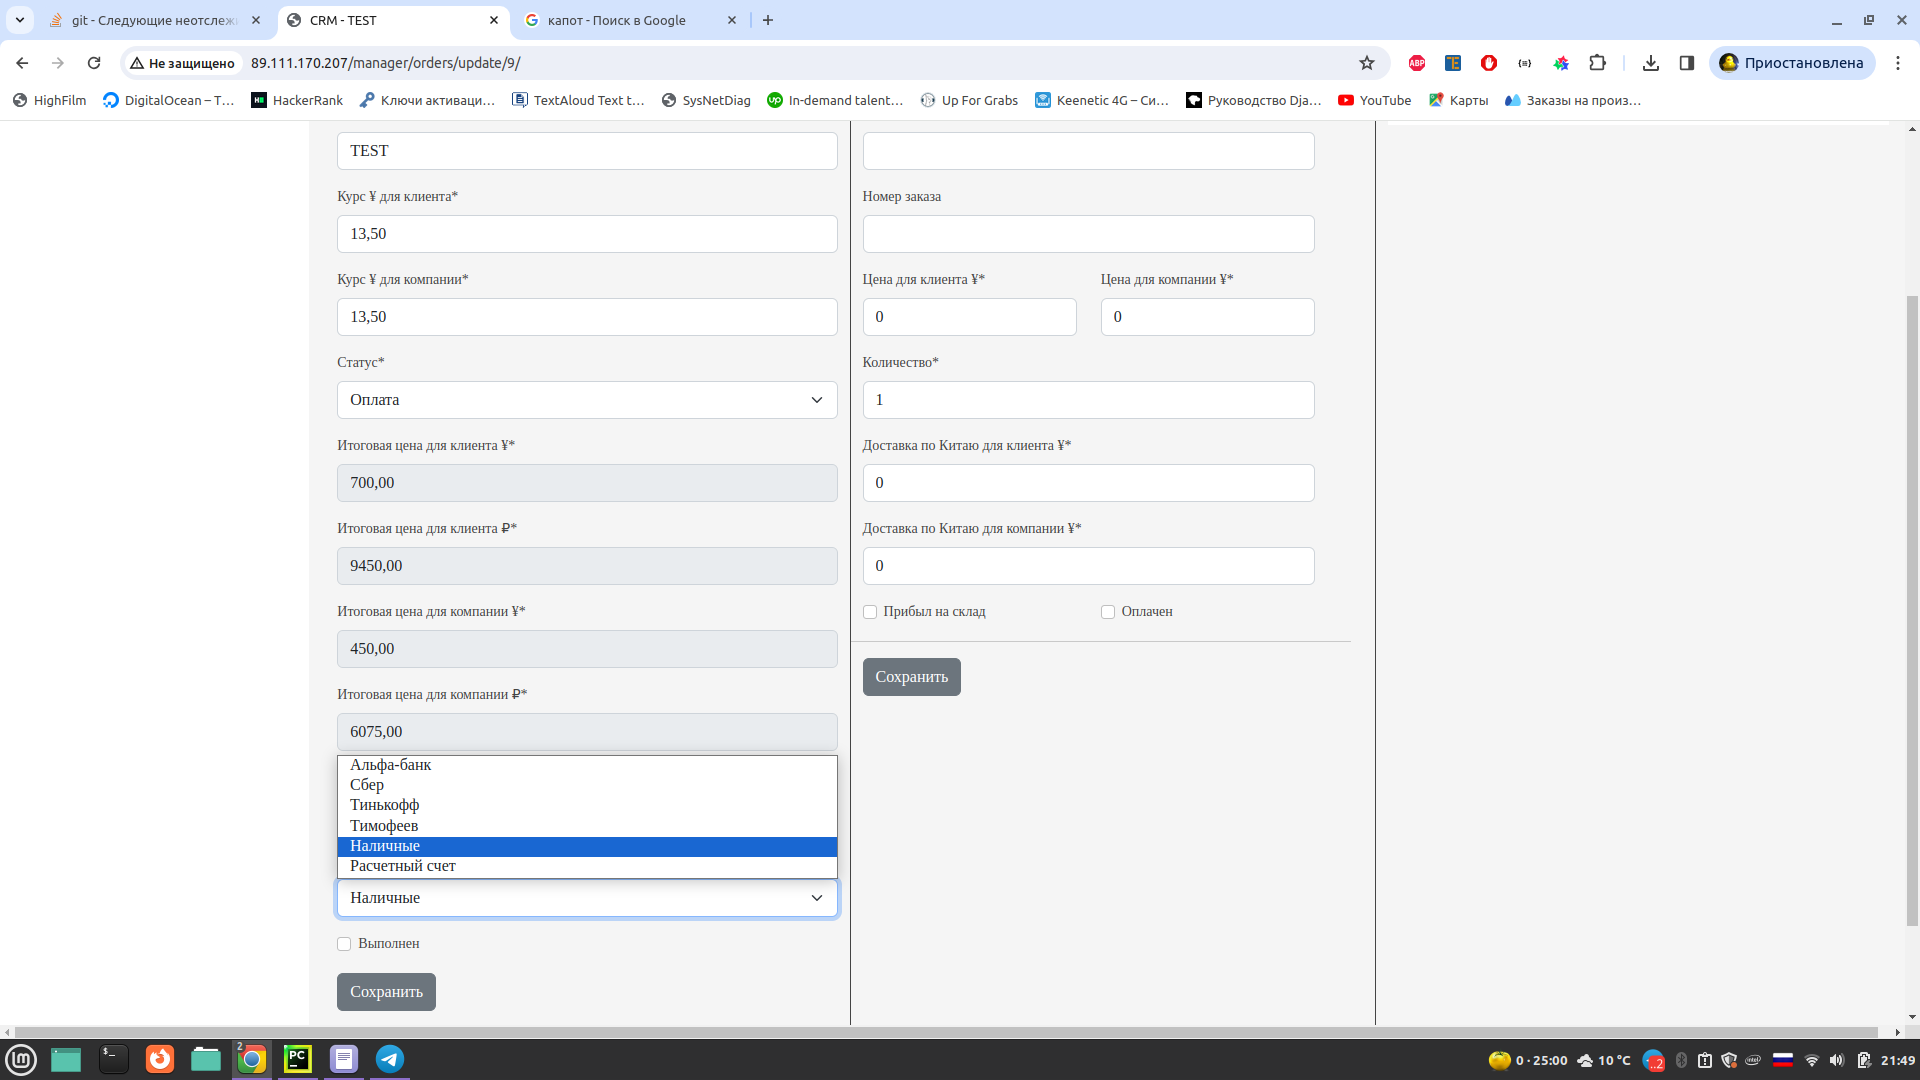 git - Следующие неотслеж
CRM - TEST
капот - Поиск в Google
Не защищено
89.111.170.207/manager/orders/update/9/
Приостановлена
HighFilm
DigitalOcean – Т…
HackerRank
Ключи активаци…
TextAloud Text t…
SysNetDiag
In-demand talent…
Up For Grabs
Keenetic 4G – Си…
Руководство Dja…
YouTube
Карты
Заказы на произ…
TEST
Курс ¥ для клиента*
13,50
Курс ¥ для компании*
13,50
Статус*
Оплата
Итоговая цена для клиента ¥*
700,00
Итоговая цена для клиента ₽*
9450,00
Итоговая цена для компании ¥*
450,00
Итоговая цена для компании ₽*
6075,00
Альфа-банк
Сбер
Тинькофф
Тимофеев
Наличные
Расчетный счет
Наличные
Выполнен
Сохранить
Номер заказа
Цена для клиента ¥*
Цена для компании ¥*
0
0
Количество*
1
Доставка по Китаю для клиента ¥*
0
Доставка по Китаю для компании ¥*
0
Прибыл на склад
Оплачен
Сохранить
2
PC
0 · 25:00
10 °C
21:49